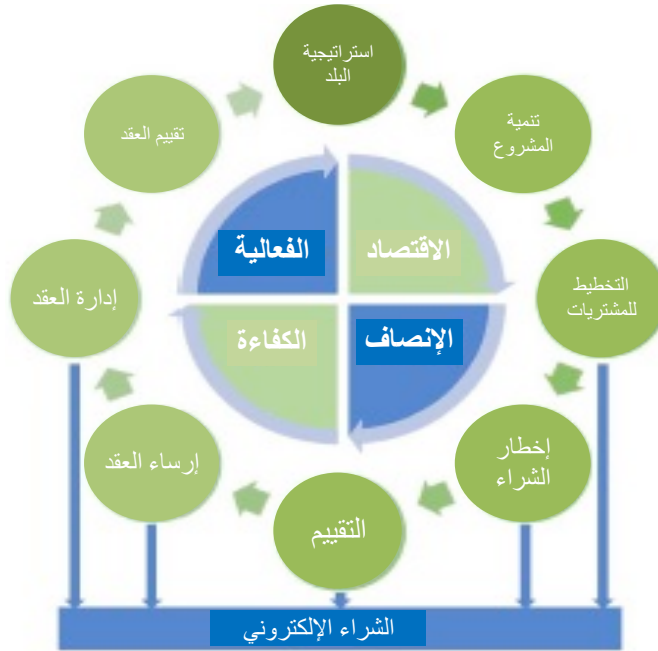 استراتيجية
البلد
تنمية
المشروع
التخطيط
للمشتريات
إخطار
الشراء
التقييم
إرساء العقد
إدارة العقد
تقييم العقد
الفعالية
الاقتصاد
الكفاءة
الإنصاف
الشراء الإلكتروني